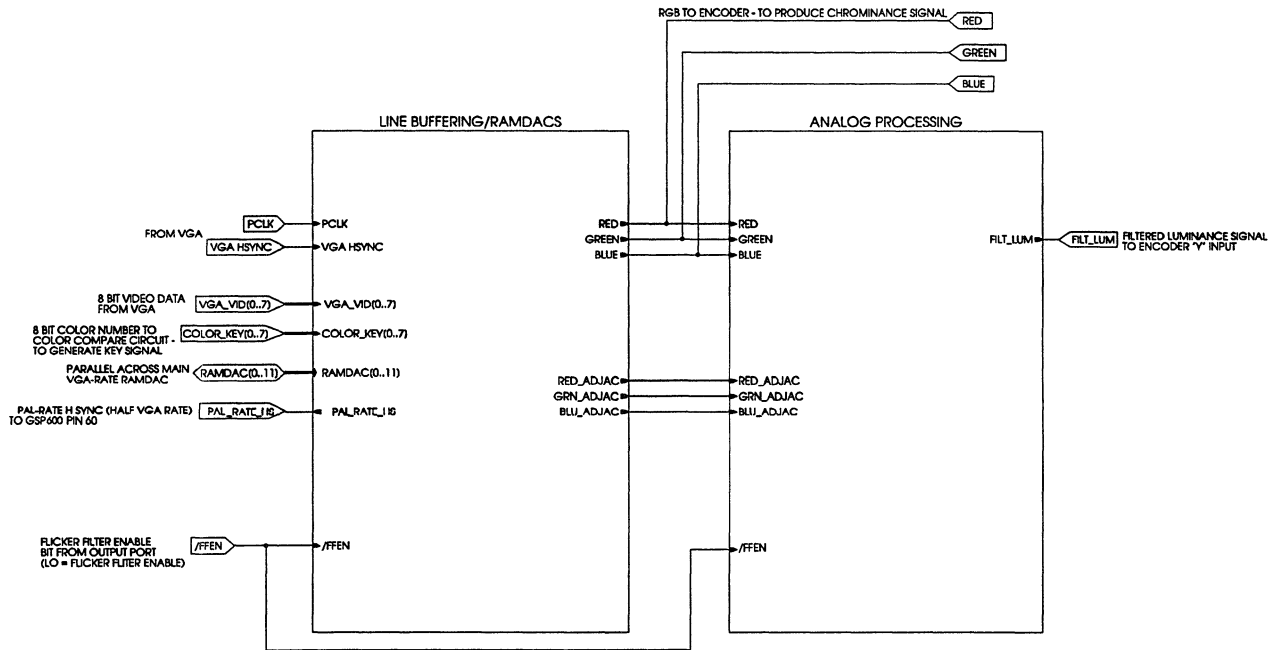 RGB TO ENCODER - TO PRODUCE CHROMINANCE SIGNAL
RED
GREEN
BLUE
LINE BUFFERING/RAMDACS
ANALOG PROCESSING
FROM VGA
PCLK
PCLK
VGA HSYNC
VGA HSYNC
RED
GREEN
BLUE
RED
GREEN
BLUE
FILT_LUM
FILT_LUM
FILTERED LUMINANCE SIGNAL
TO ENCODER "Y" INPUT
8 BIT VIDEO DATA
FROM VGA
VGA_VID(0..7)
VGA_VID(0..7)
8 BIT COLOR NUMBER TO
COLOR COMPARE CIRCUIT -
TO GENERATE KEY SIGNAL
COLOR_KEY(0..7)
COLOR_KEY(0..7)
PARALLEL ACROSS MAIN
VGA-RATE RAMDAC
RAMDAC(0..11)
RAMDAC(0..11)
RED_ADJAC
GRN_ADJAC
BLU_ADJAC
RED_ADJAC
GRN_ADJAC
BLU_ADJAC
PAL-RATE H SYNC (HALF VGA RATE)
TO GSP600 PIN 60
PAL_RATE_HS
PAL_RATE_HS
FLICKER FILTER ENABLE
BIT FROM OUTPUT PORT
(LO = FLICKER FLITER ENABLE)
/FFEN
/FFEN
/FFEN